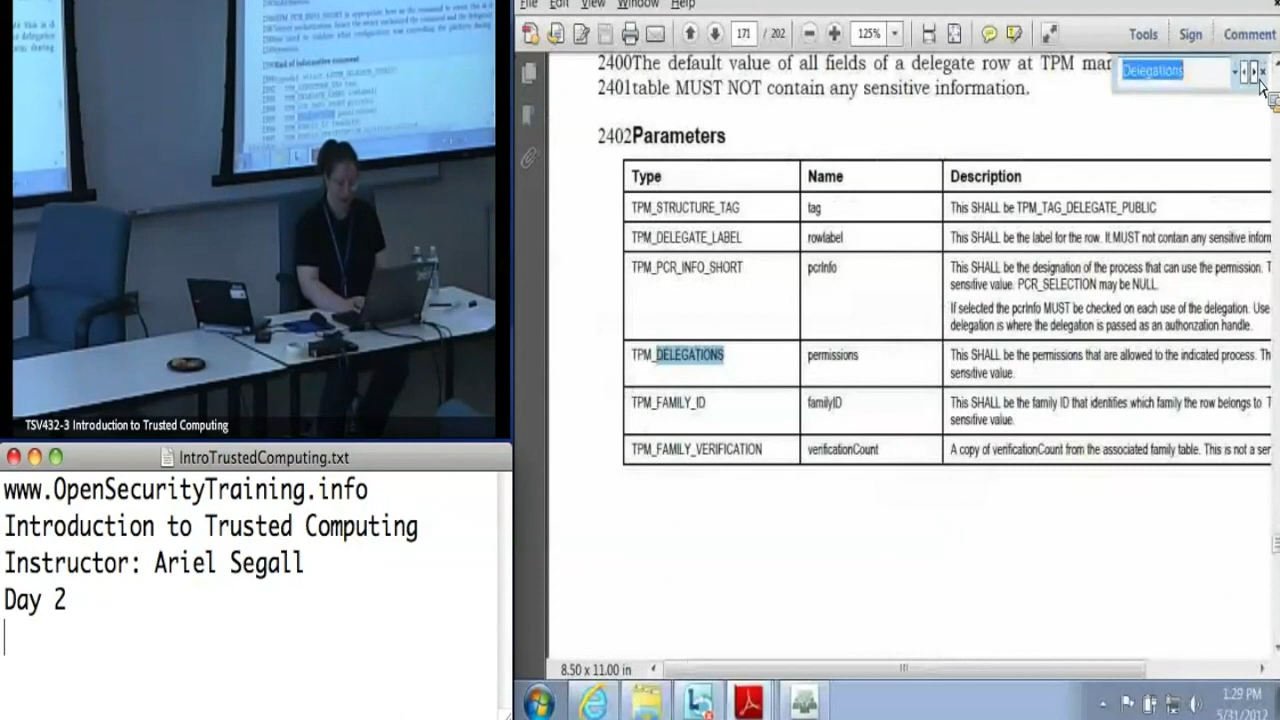 File Edit View Window Help
171 / 202 125% Tools Sign Comment
Delegations
2400The default value of all fields of a delegate row at TPM
2401table MUST NOT contain any sensitive information.
2402Parameters
Type Name Description
TPM_STRUCTURE_TAG tag This SHALL be TPM_TAG_DELEGATE_PUBLIC
TPM_DELEGATE_LABEL rowlabel This SHALL be the label for the row. It MUST not contain any sensitive
TPM_PCR_INFO_SHORT pcrInfo This SHALL be the designation of the process that can use the permission.
sensitive value. PCR_SELECTION may be NULL.
If selected the pcrInfo MUST be checked on each use of the delegation. Use
delegation is where the delegation is passed as an authorization handle.
TPM_DELEGATIONS permissions This SHALL be the permissions that are allowed to the indicated process.
sensitive value.
TPM_FAMILY_ID familyID This SHALL be the family ID that identifies which family the row belongs to
sensitive value.
TPM_FAMILY_VERIFICATION verificationCount A copy of verificationCount from the associated family table. This is not a
8.50 x 11.00 in
1:29 PM
5/31/2012
End of informative comment
TSV432-3 Introduction to Trusted Computing
IntroTrustedComputing.txt
www.OpenSecurityTraining.info
Introduction to Trusted Computing
Instructor: Ariel Segall
Day 2